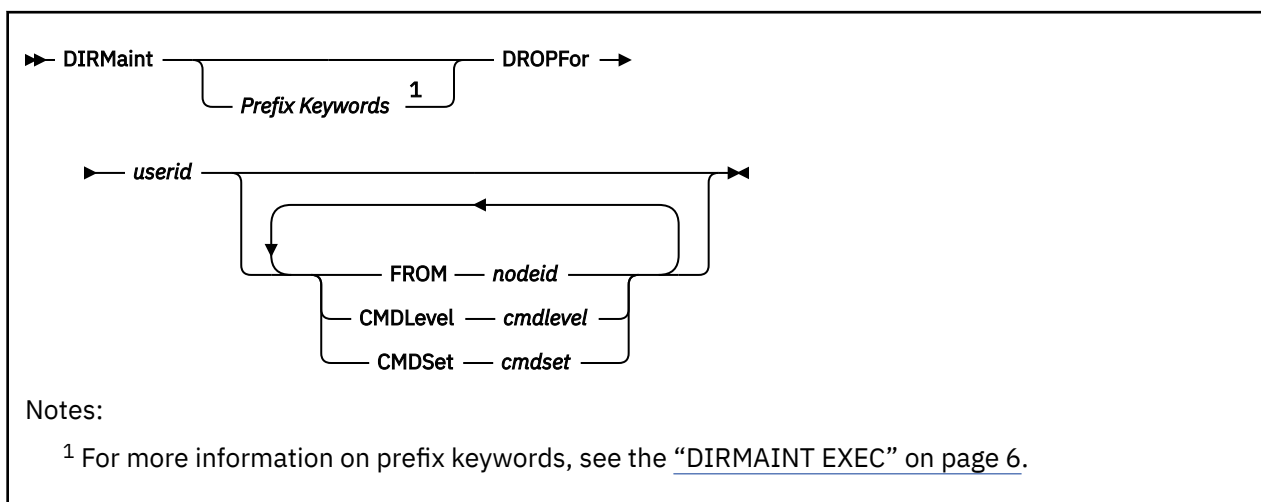 DIRMaint DROPFor
Prefix Keywords 1
userid
FROM nodeid
CMDLevel cmdlevel
CMDSet cmdset
Notes:
1 For more information on prefix keywords, see the “DIRMAINT EXEC” on page 6.